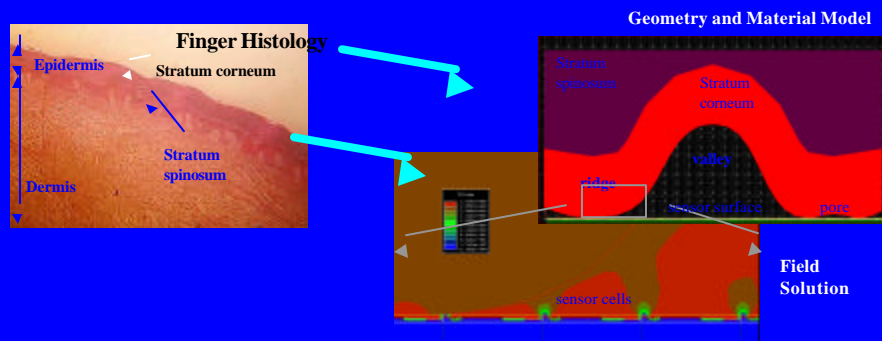 Geometry and Material Model
Finger Histology
Epidermis
Stratum corneum
Stratum
spinosum
Dermis
Stratum
spinosum
Stratum
corneum
valley
ridge
sensor surface
pore
sensor cells
Field
Solution